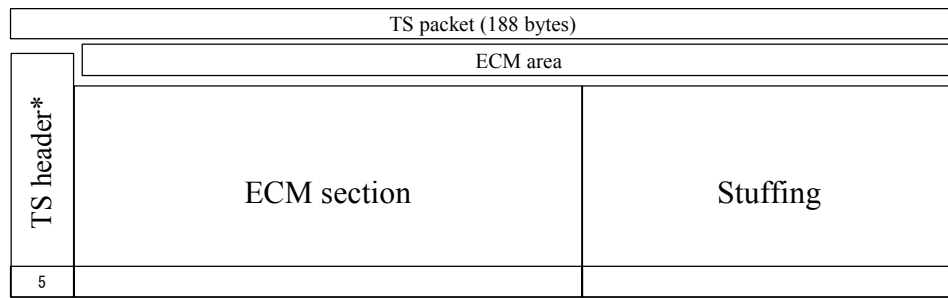 TS packet (188 bytes)
ECM area
TS header*
ECM section
Stuffing
5